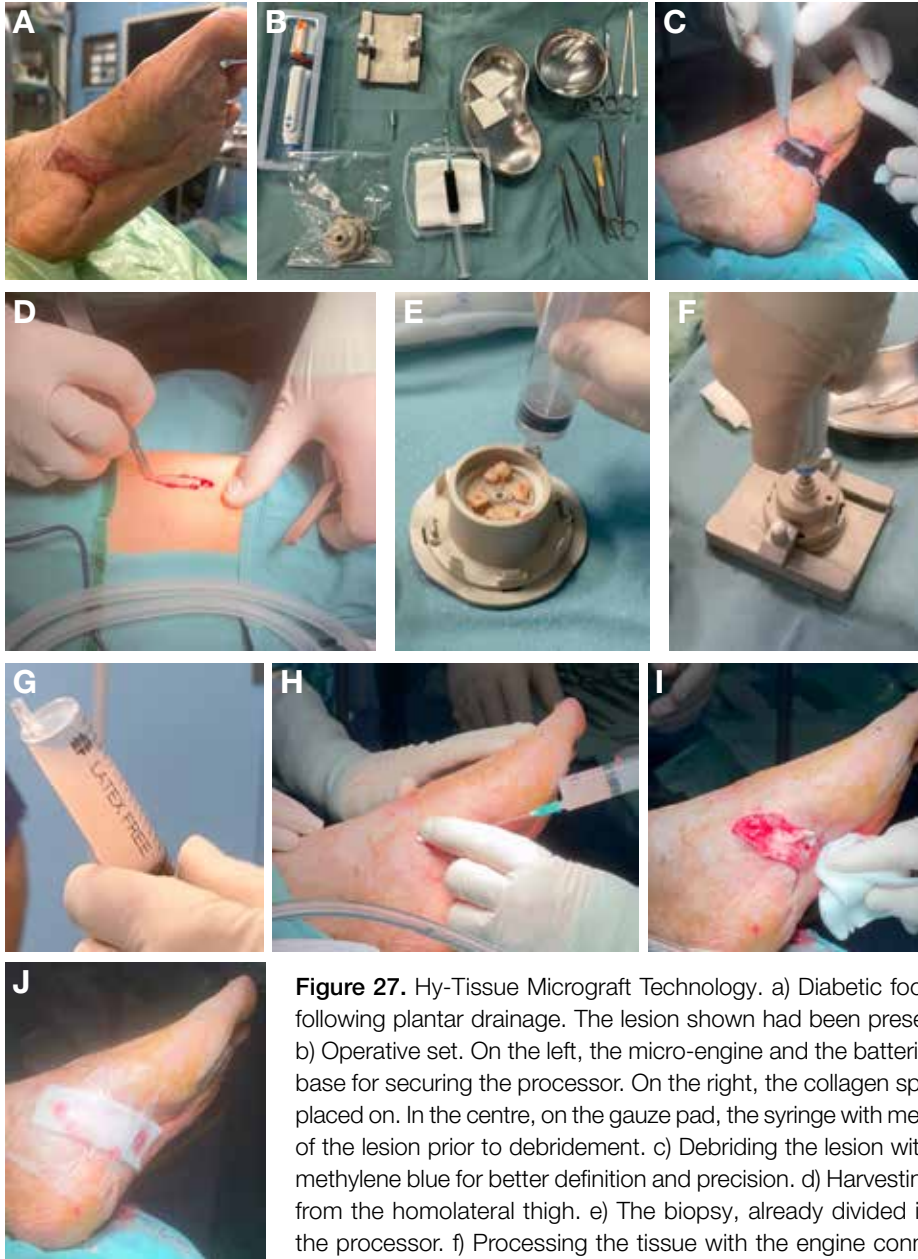 A
B
C
D
E
F
G
LATEX FREE
H
I
J
Figure 27. Hy-Tissue Micrograft Technology. a) Diabetic foo
following plantar drainage. The lesion shown had been prese
b) Operative set. On the left, the micro-engine and the batteri
base for securing the processor. On the right, the collagen sp
placed on. In the centre, on the gauze pad, the syringe with me
of the lesion prior to debridement. c) Debriding the lesion wit
methylene blue for better definition and precision. d) Harvestin
from the homolateral thigh. e) The biopsy, already divided i
the processor. f) Processing the tissue with the engine conn